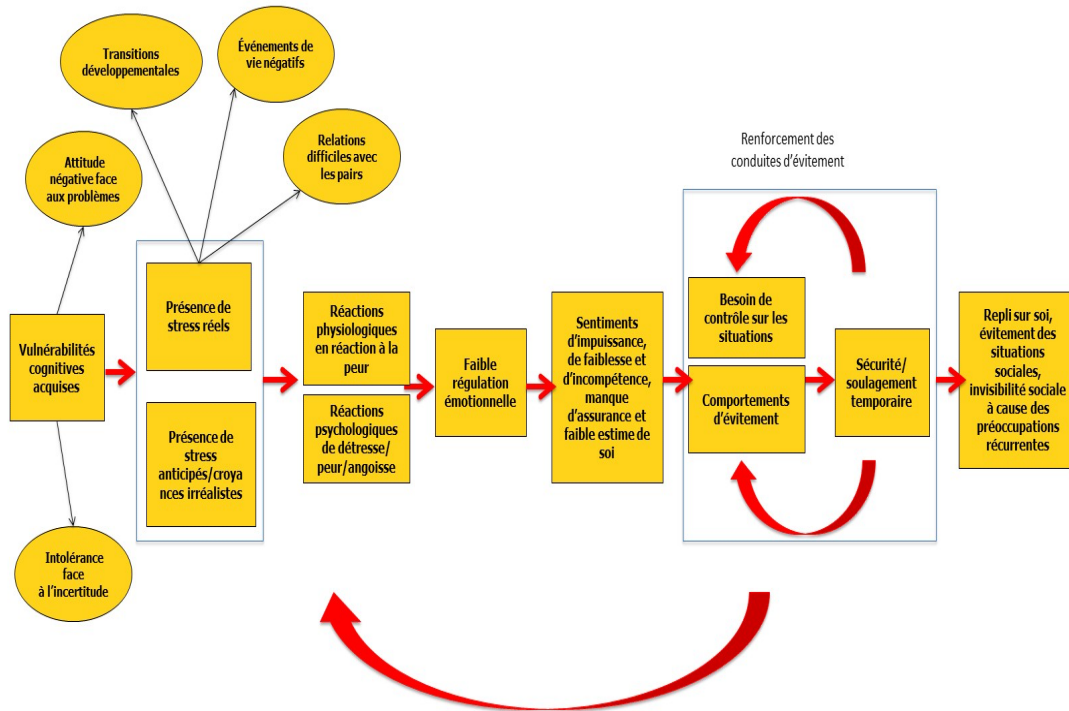 Transitions
développementales
Événements de
vie négatifs
Relations
difficiles avec
les pairs
Attitude
négative face
aux problèmes
Renforcement des
conduites d'évitement
Vulnérabilités
cognitives
acquises
Présence de
stress réels
Présence de
stress
anticipés/croy
ances irréalistes
Réactions
physiologiques
en réaction à la
peur
Réactions
psychologiques
de détresse/
peur/angoisse
Faible
régulation
émotionnelle
Sentiments
d'impuissance,
de faiblesse et
d'incompétence,
manque
d'assurance et
faible estime de
soi
Besoin de
contrôle sur les
situations
Comportements
d'évitement
Sécurité/
soulagement
temporaire
Repli sur soi,
évitement des
situations
sociales,
invisibilité sociale
à cause des
préoccupations
récurrentes
Intolérance
face
à l'incertitude